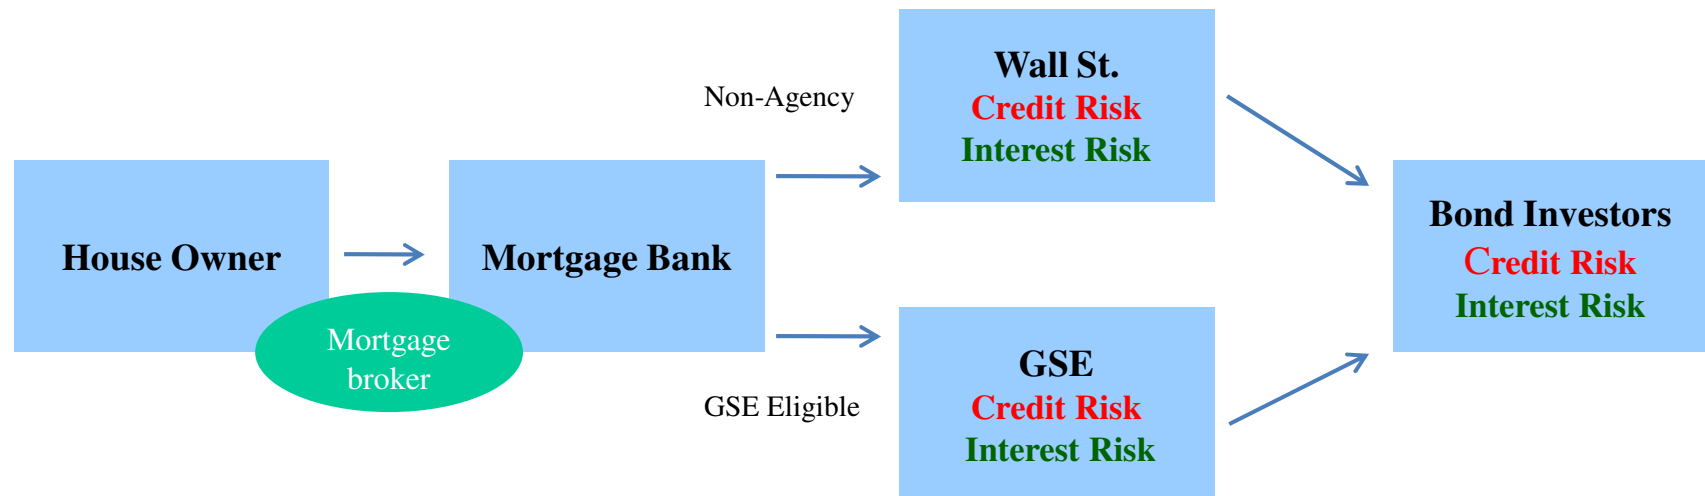 House Owner
Mortgage
broker
Mortgage Bank
Non-Agency
GSE Eligible
Wall St.
Credit Risk
Interest Risk
GSE
Credit Risk
Interest Risk
Bond Investors
Credit Risk
Interest Risk